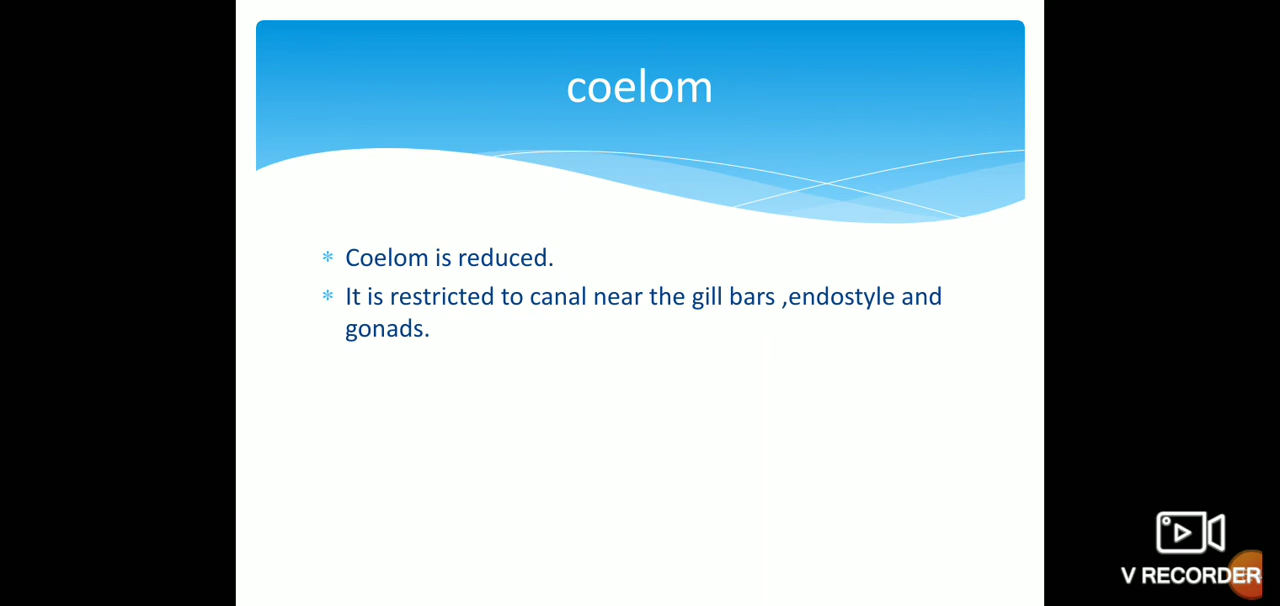 coelom
* Coelom is reduced.
* It is restricted to canal near the gill bars ,endostyle and
gonads.
V RECORDER